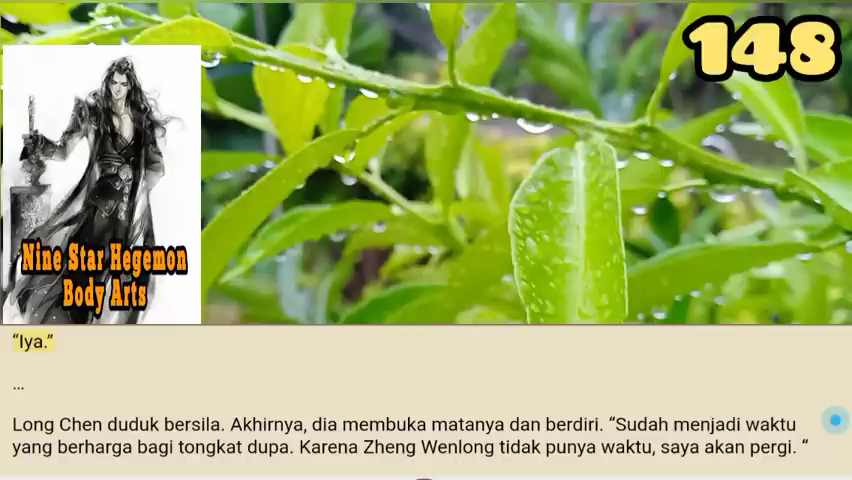 148
Nine Star Hegemon
Body Arts
“Iya.”
...
Long Chen duduk bersila. Akhirnya, dia membuka matanya dan berdiri. “Sudah menjadi waktu
yang berharga bagi tongkat dupa. Karena Zheng Wenlong tidak punya waktu, saya akan pergi. “